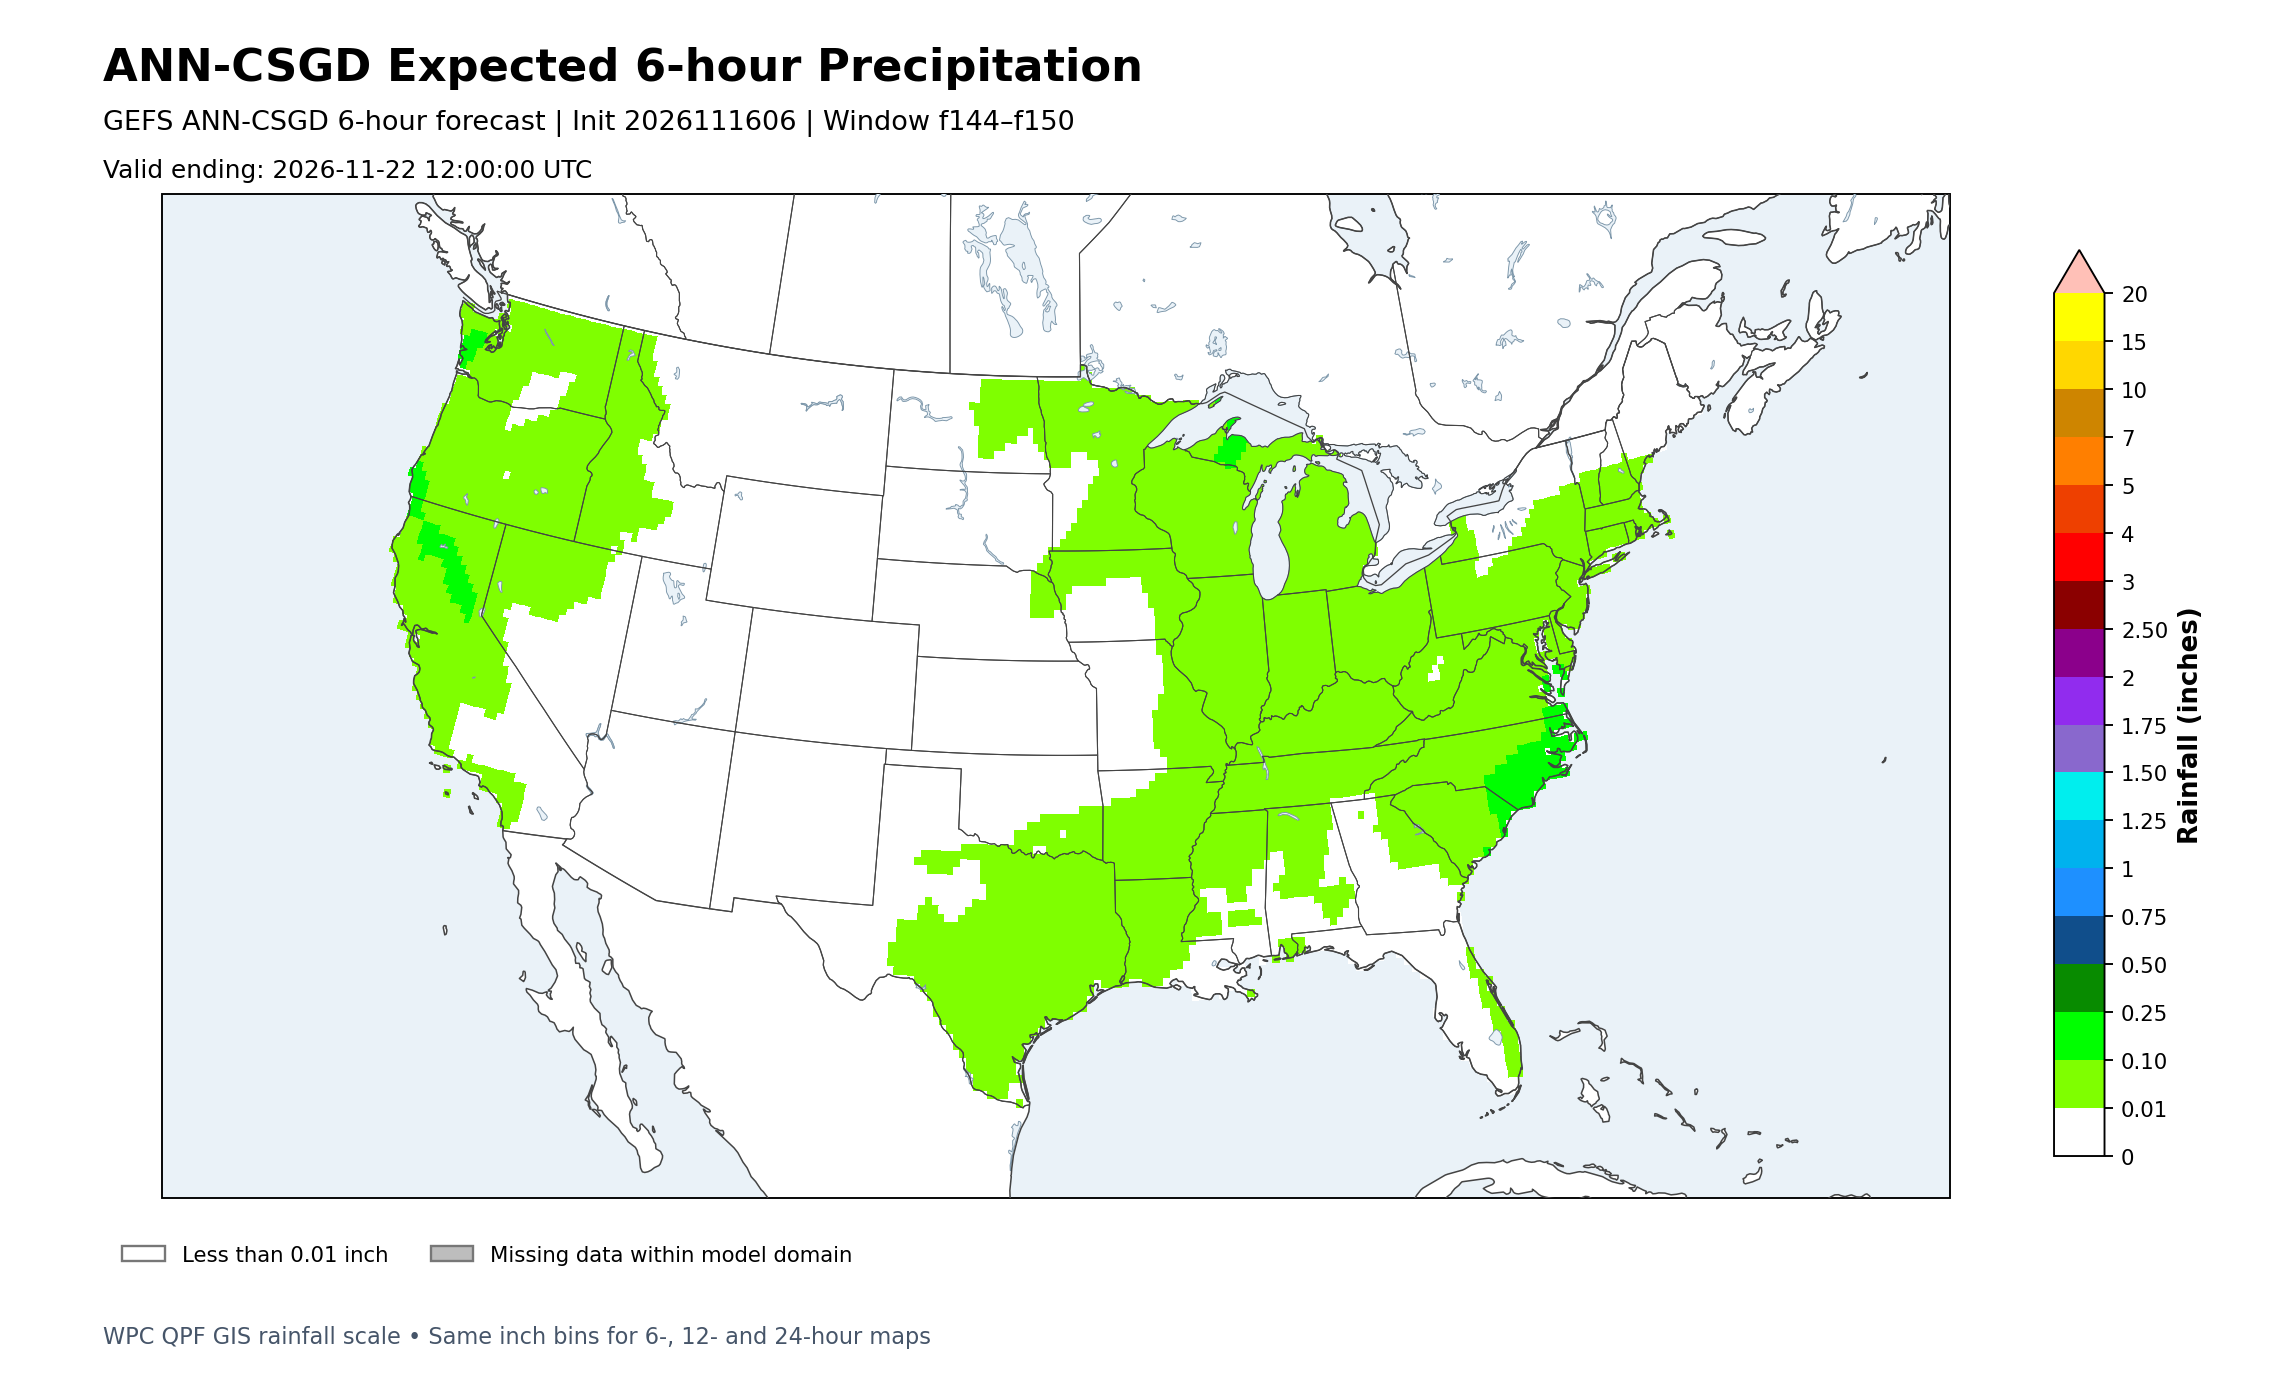 ANN-CSGD Expected 6-hour Precipitation
GEFS ANN-CSGD 6-hour forecast | Init 2026111606 | Window f144–f150
Valid ending: 2026-11-22 12:00:00 UTC
20
15
10
7
5
4
3
2.50
2
1.75
1.50
1.25
1
0.75
0.50
0.25
0.10
0.01
0
Rainfall (inches)
Less than 0.01 inch
Missing data within model domain
WPC QPF GIS rainfall scale • Same inch bins for 6-, 12- and 24-hour maps